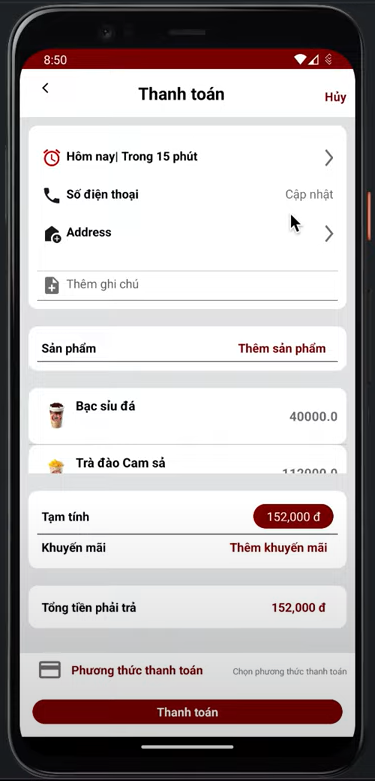 8:50
Thanh toán
Hủy
Hôm nay| Trong 15 phút
Số điện thoại
Cập nhật
Address
Thêm ghi chú
Sản phẩm
Thêm sản phẩm
Bạc sỉu đá
40000.0
Trà đào Cam sả
112000.0
Tạm tính
152,000 đ
Khuyến mãi
Thêm khuyến mãi
Tổng tiền phải trả
152,000 đ
Phương thức thanh toán
Chọn phương thức thanh toán
Thanh toán